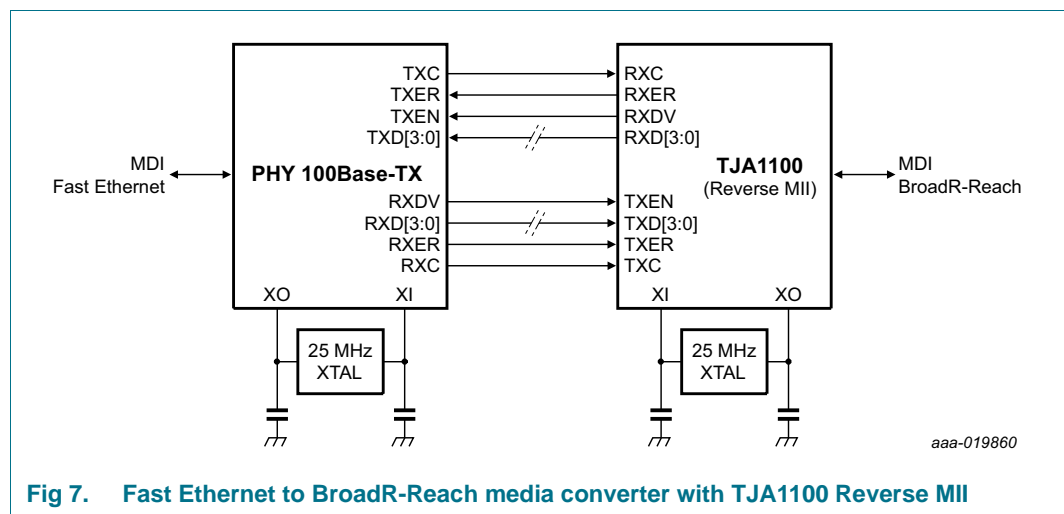 TXC
TXER
TXEN
TXD[3:0]
RXC
RXER
RXDV
RXD[3:0]
MDI
Fast Ethernet
PHY 100Base-TX
TJA1100
(Reverse MII)
MDI
BroadR-Reach
RXDV
RXD[3:0]
RXER
RXC
TXEN
TXD[3:0]
TXER
TXC
XO
XI
XI
XO
25 MHz
XTAL
25 MHz
XTAL
aaa-019860
Fig 7. Fast Ethernet to BroadR-Reach media converter with TJA1100 Reverse MII